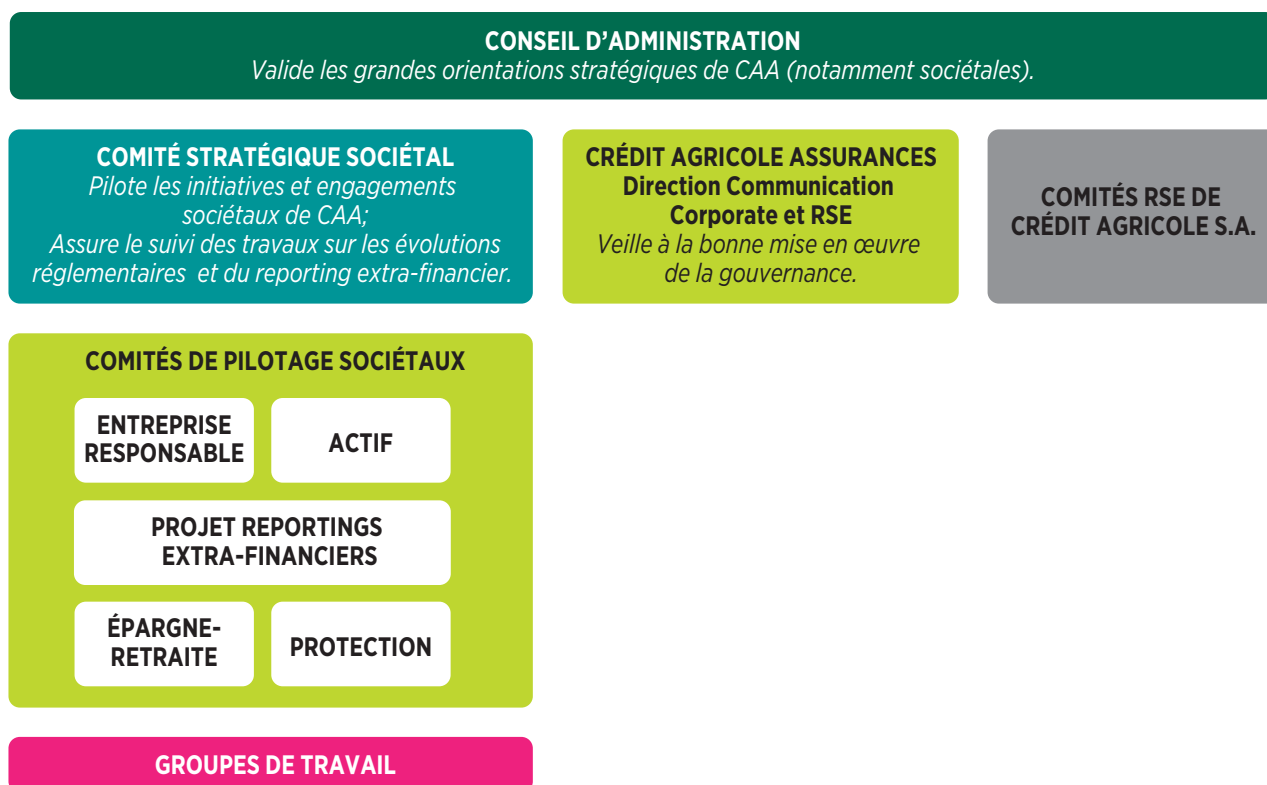 CONSEIL D’ADMINISTRATION
Valide les grandes orientations stratégiques de CAA (notamment sociétales).
COMITÉ STRATÉGIQUE SOCIÉTAL
Pilote les initiatives et engagements
sociétaux de CAA;
Assure le suivi des travaux sur les évolutions
réglementaires et du reporting extra-financier.
CRÉDIT AGRICOLE ASSURANCES
Direction Communication
Corporate et RSE
Veille à la bonne mise en œuvre
de la gouvernance.
COMITÉS RSE DE
CRÉDIT AGRICOLE S.A.
COMITÉS DE PILOTAGE SOCIÉTAUX
ENTREPRISE
RESPONSABLE
ACTIF
PROJET REPORTINGS
EXTRA-FINANCIERS
ÉPARGNE-
RETRAITE
PROTECTION
GROUPES DE TRAVAIL